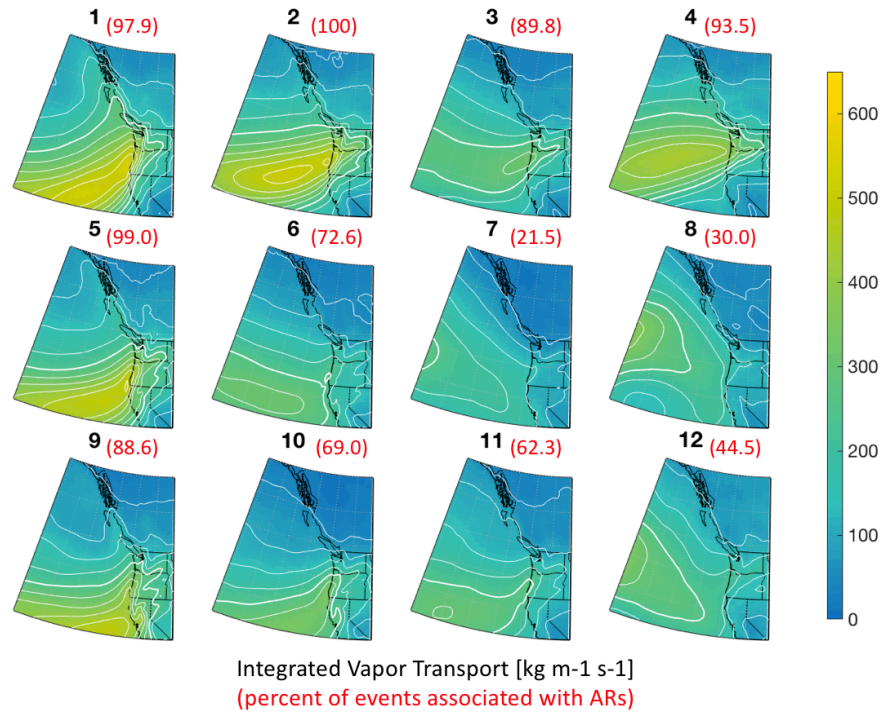 1 (97.9) 2 (100) 3 (89.8) 4 (93.5)
5 (99.0) 6 (72.6) 7 (21.5) 8 (30.0)
9 (88.6) 10 (69.0) 11 (62.3) 12 (44.5)
600
500
400
300
200
100
0
Integrated Vapor Transport [kg m-1 s-1]
(percent of events associated with ARs)